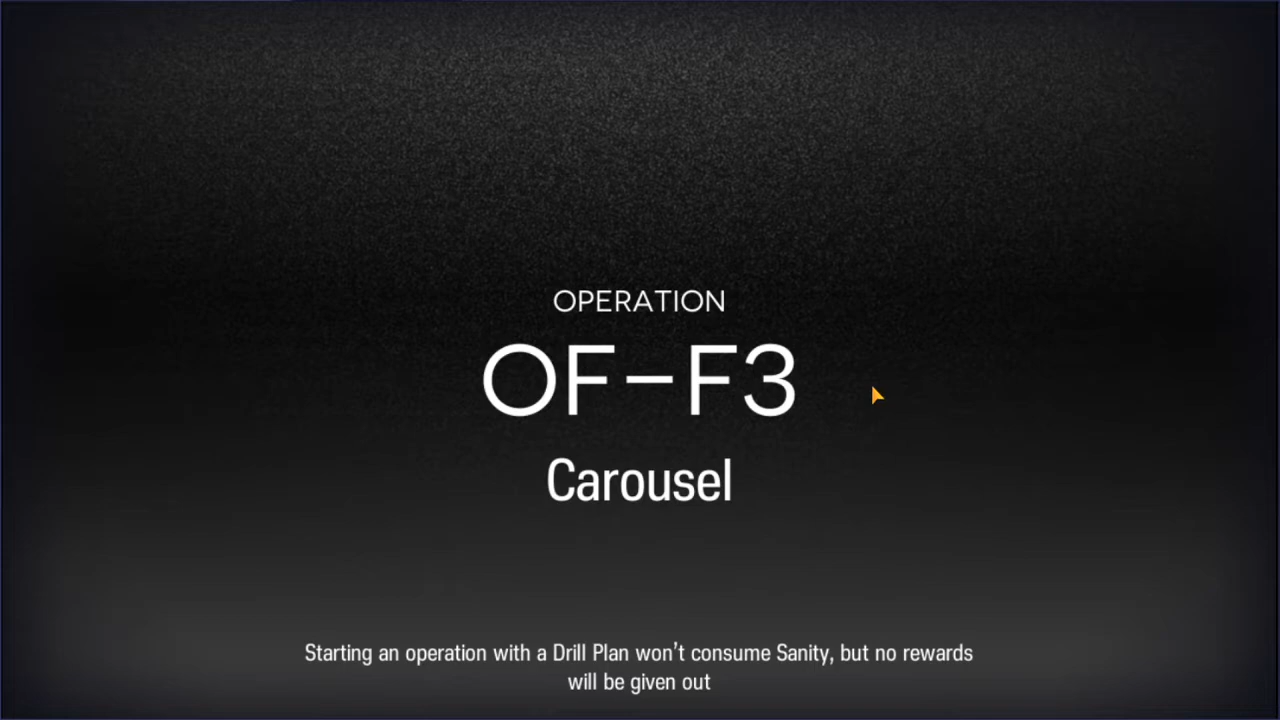 OPERATION
OF-F3
Carousel
Starting an operation with a Drill Plan won't consume Sanity, but no rewards
will be given out